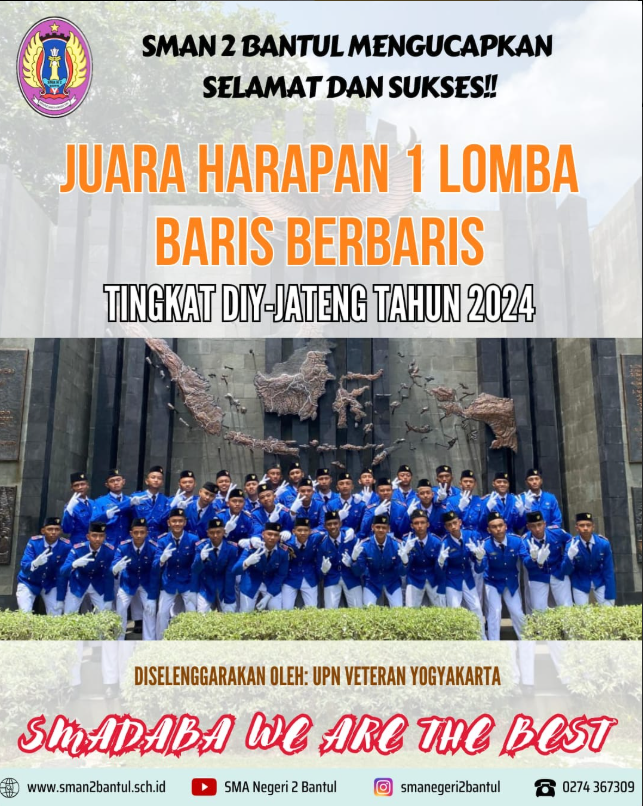 SMAN 2 BANTUL MENGUCAPKAN
SELAMAT DAN SUKSES!!
JUARA HARAPAN 1 LOMBA
BARIS BERBARIS
TINGKAT DIY-JATENG TAHUN 2024
DISELENGGARAKAN OLEH: UPN VETERAN YOGYAKARTA
SMADABA WE ARE THE BEST
www.sman2bantul.sch.id SMA Negeri 2 Bantul smanegeri2bantul 0274 367309